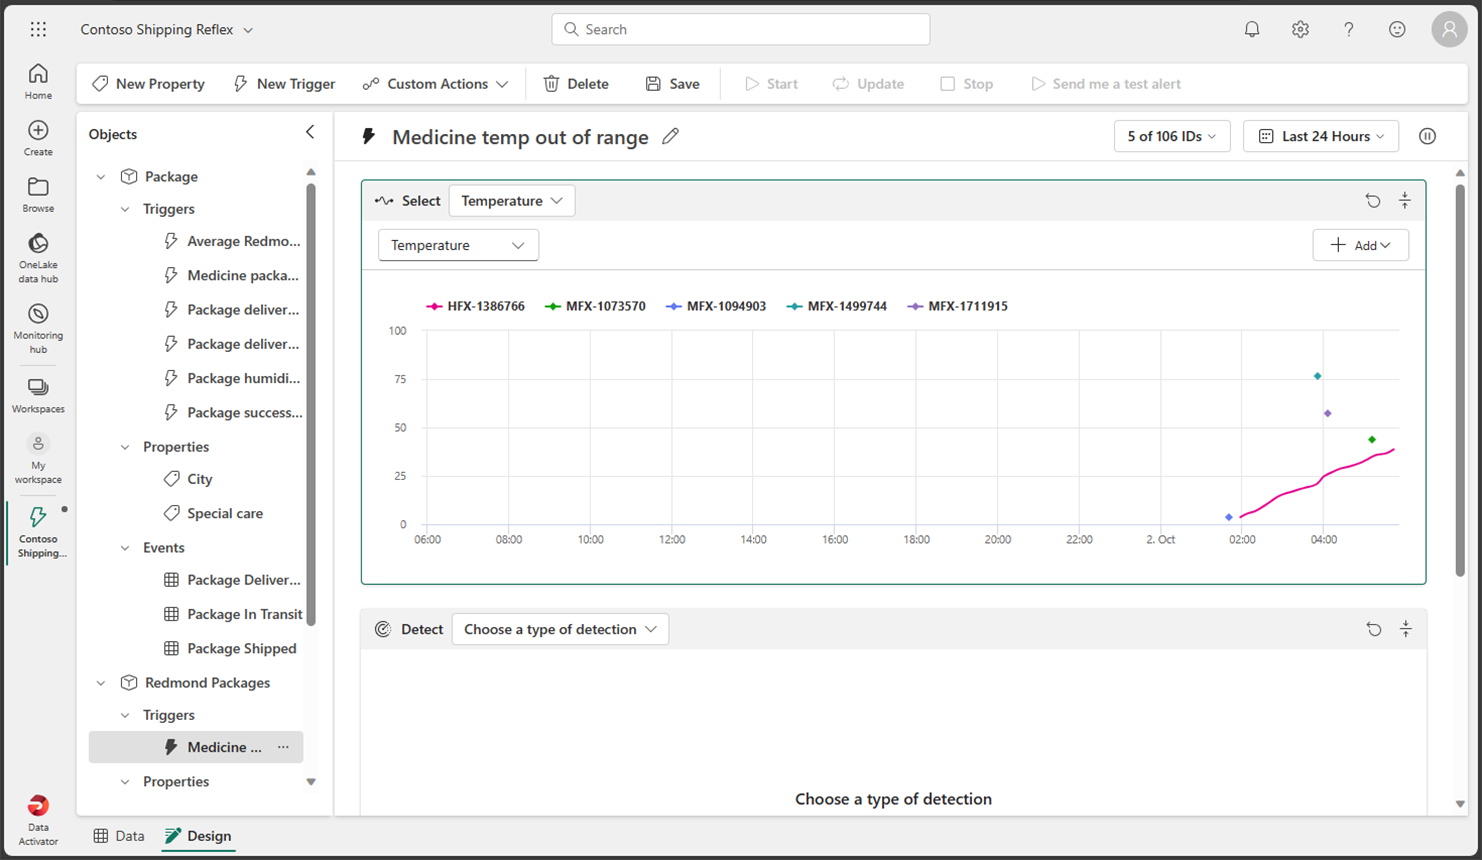 Contoso Shipping Reflex
Search
New Property
New Trigger
Custom Actions
Delete
Save
Start
Update
Stop
Send me a test alert
Home
Create
Browse
OneLake
data hub
Monitoring
hub
Workspaces
My
workspace
Contoso
Shipping...
Data
Activator
Objects
Package
Triggers
Average Redmo...
Medicine packa...
Package deliver...
Package deliver...
Package humidi...
Package success...
Properties
City
Special care
Events
Package Deliver...
Package In Transit
Package Shipped
Redmond Packages
Triggers
Medicine ...
Properties
Medicine temp out of range
5 of 106 IDs
Last 24 Hours
Select
Temperature
Temperature
Add
HFX-1386766 MFX-1073570 MFX-1094903 MFX-1499744 MFX-1711915
100
75
50
25
0
06:00 08:00 10:00 12:00 14:00 16:00 18:00 20:00 22:00 2. Oct 02:00 04:00
Detect
Choose a type of detection
Choose a type of detection
Data
Design